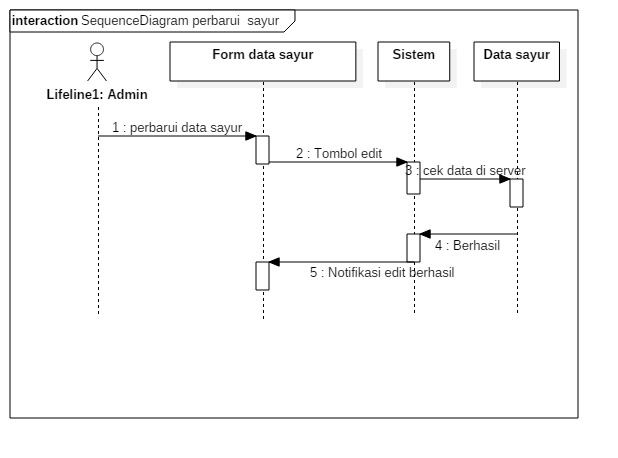 interaction SequenceDiagram perbarui sayur
Form data sayur
Sistem
Data sayur
Lifeline1: Admin
1 : perbarui data sayur
2 : Tombol edit
3 : cek data di server
4 : Berhasil
5 : Notifikasi edit berhasil